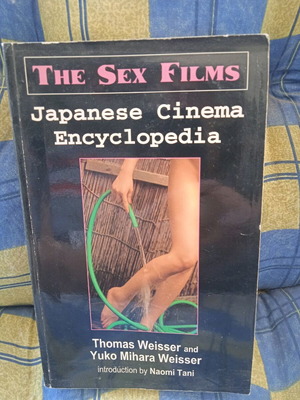 THE SEX FILMS
Japanese Cinema
Encyclopedia
Thomas Weisser and
Yuko Mihara Weisser
introduction by Naomi Tani